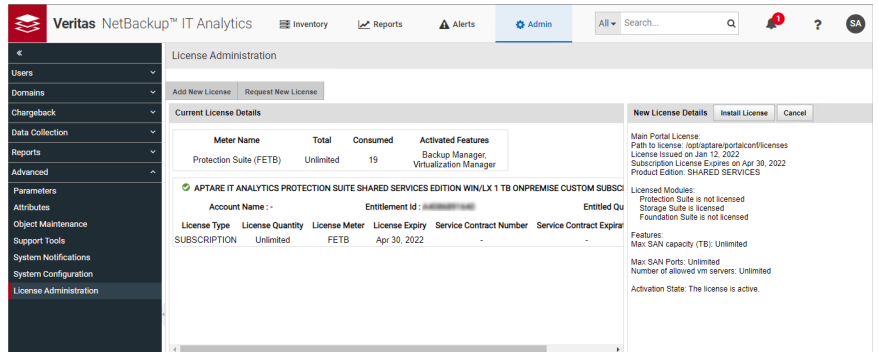 Veritas NetBackup™ IT Analytics
Inventory
Reports
Alerts
Admin
All
Search...
1
?
SA
«
Users
Domains
Chargeback
Data Collection
Reports
Advanced
Parameters
Attributes
Object Maintenance
Support Tools
System Notifications
System Configuration
License Administration
License Administration
Add New License
Request New License
Current License Details
Meter Name Total Consumed Activated Features
Protection Suite (FETB) Unlimited 19 Backup Manager,
Virtualization Manager
APTARE IT ANALYTICS PROTECTION SUITE SHARED SERVICES EDITION WIN/LX 1 TB ONPREMISE CUSTOM SUBSCI
Account Name : - Entitlement Id : Entitled Qu
License Type License Quantity License Meter License Expiry Service Contract Number Service Contract Expirat
SUBSCRIPTION Unlimited FETB Apr 30, 2022 - -
New License Details
Install License
Cancel
Main Portal License:
Path to license: /opt/aptare/portalconf/licenses
License Issued on Jan 12, 2022
Subscription License Expires on Apr 30, 2022
Product Edition: SHARED SERVICES
Licensed Modules:
Protection Suite is not licensed
Storage Suite is licensed
Foundation Suite is not licensed
Features:
Max SAN capacity (TB): Unlimited
Max SAN Ports: Unlimited
Number of allowed vm servers: Unlimited
Activation State: The license is active.